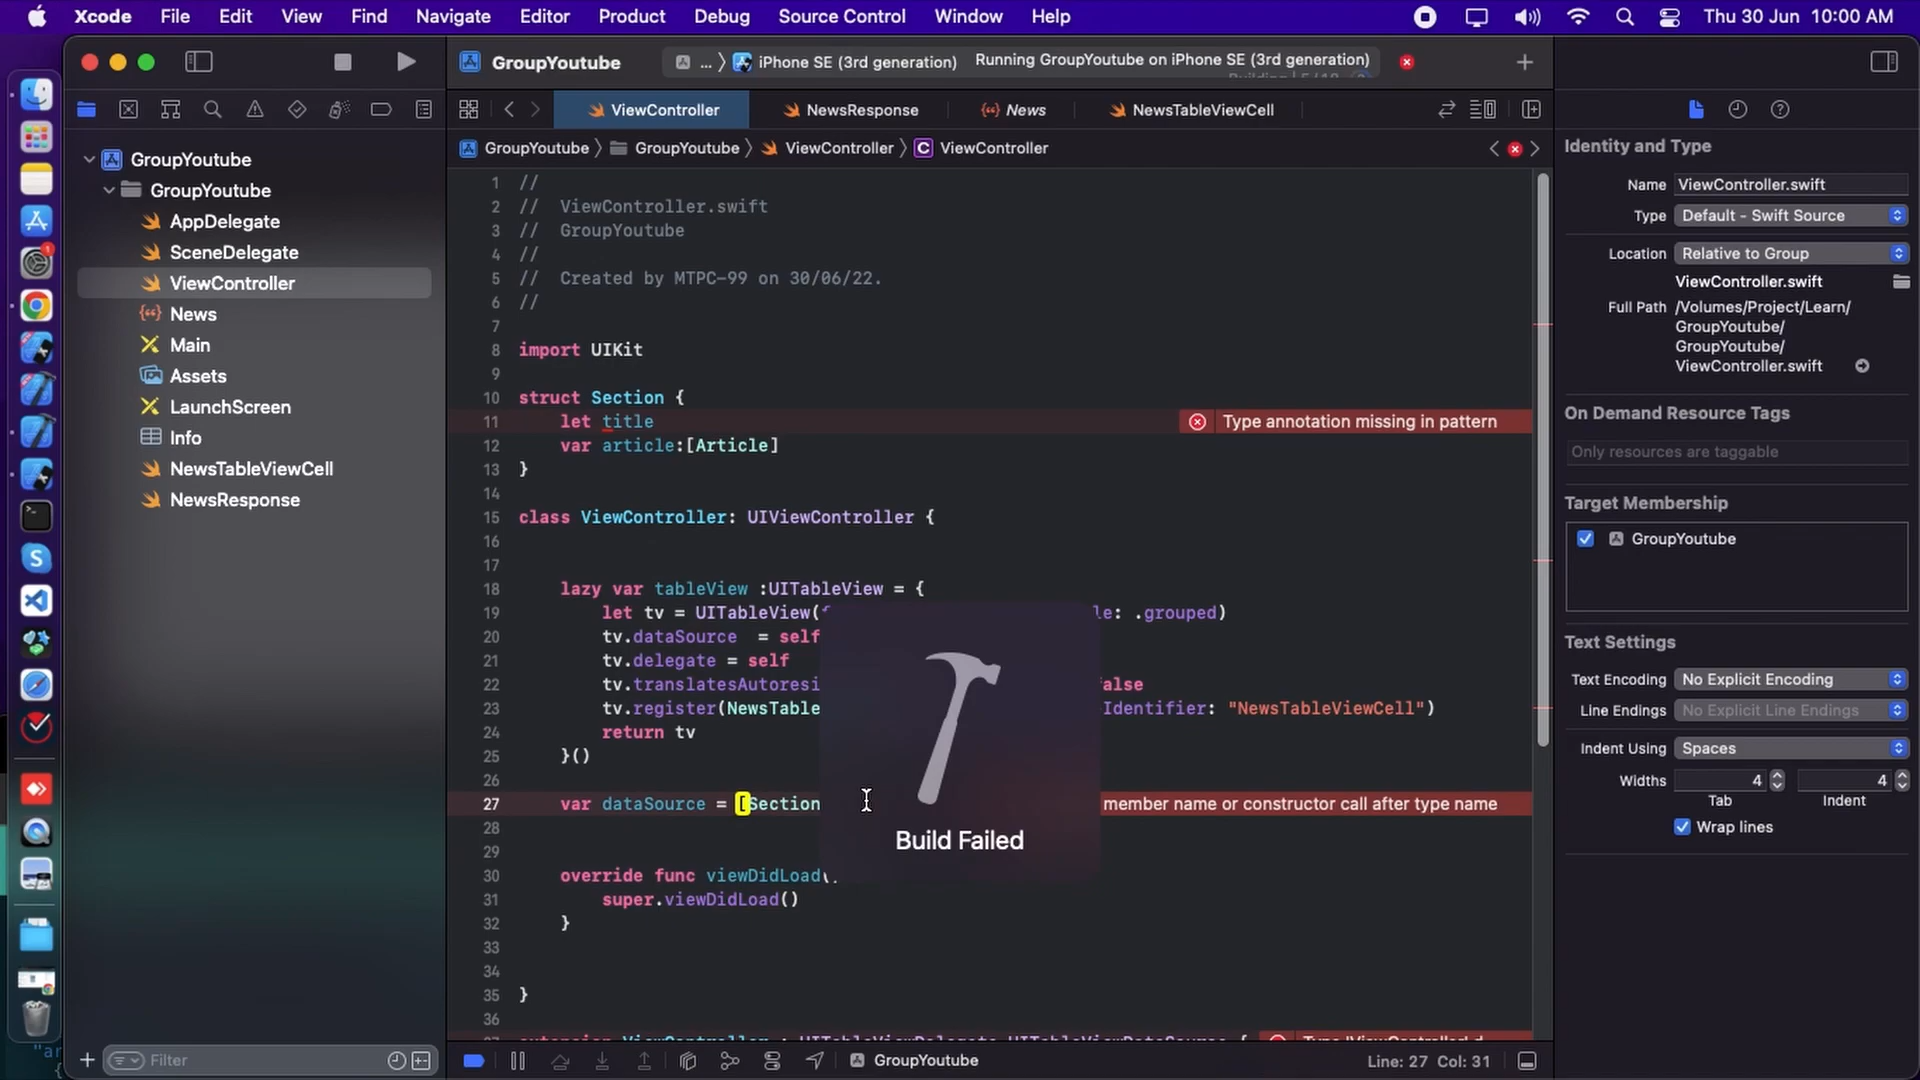 Xcode File Edit View Find Navigate Editor Product Debug Source Control Window Help Thu 30 Jun 10:00 AM
GroupYoutube ... iPhone SE (3rd generation) Running GroupYoutube on iPhone SE (3rd generation)
ViewController NewsResponse News NewsTableViewCell
GroupYoutube GroupYoutube ViewController ViewController
GroupYoutube
GroupYoutube
AppDelegate
SceneDelegate
ViewController
News
Main
Assets
LaunchScreen
Info
NewsTableViewCell
NewsResponse
Filter
1 //
2 // ViewController.swift
3 // GroupYoutube
4 //
5 // Created by MTPC-99 on 30/06/22.
6 //
7
8 import UIKit
9
10 struct Section {
11 let title Type annotation missing in pattern
12 var article:[Article]
13 }
14
15 class ViewController: UIViewController {
16
17
18 lazy var tableView :UITableView = {
19 let tv = UITableView( .grouped)
20 tv.dataSource = self
21 tv.delegate = self
22 tv.translatesAutoresi
23 tv.register(NewsTable Identifier: "NewsTableViewCell")
24 return tv
25 }()
26
27 var dataSource = [Section member name or constructor call after type name
28
29
30 override func viewDidLoad(
31 super.viewDidLoad()
32 }
33
34
35 }
36
Build Failed
GroupYoutube
Line: 27 Col: 31
Identity and Type
Name ViewController.swift
Type Default - Swift Source
Location Relative to Group
ViewController.swift
Full Path /Volumes/Project/Learn/
GroupYoutube/
GroupYoutube/
ViewController.swift
On Demand Resource Tags
Only resources are taggable
Target Membership
GroupYoutube
Text Settings
Text Encoding No Explicit Encoding
Line Endings No Explicit Line Endings
Indent Using Spaces
Widths 4 4
Tab Indent
Wrap lines